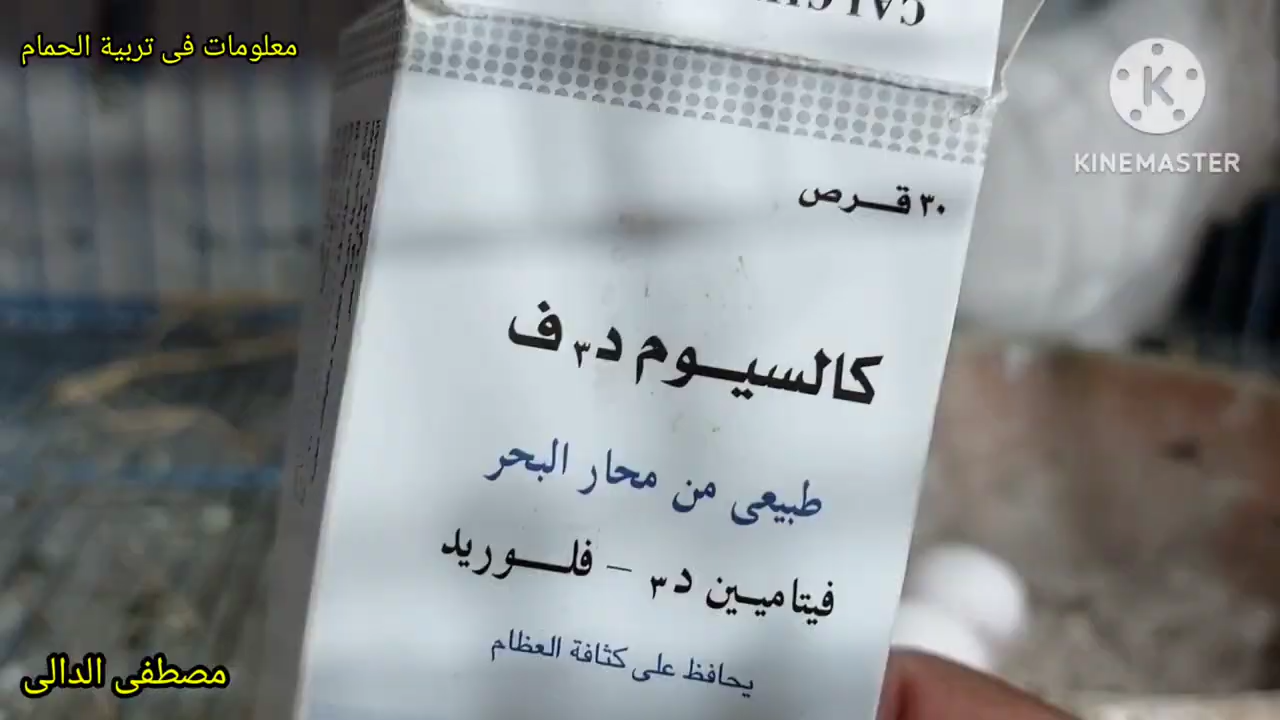 معلومات فى تربية الحمام
KINEMASTER
٣٠ قرص
كالسيوم د٣ ف
طبيعى من محار البحر
فيتامين د٣ - فلوريد
يحافظ على كثافة العظام
مصطفى الدالى